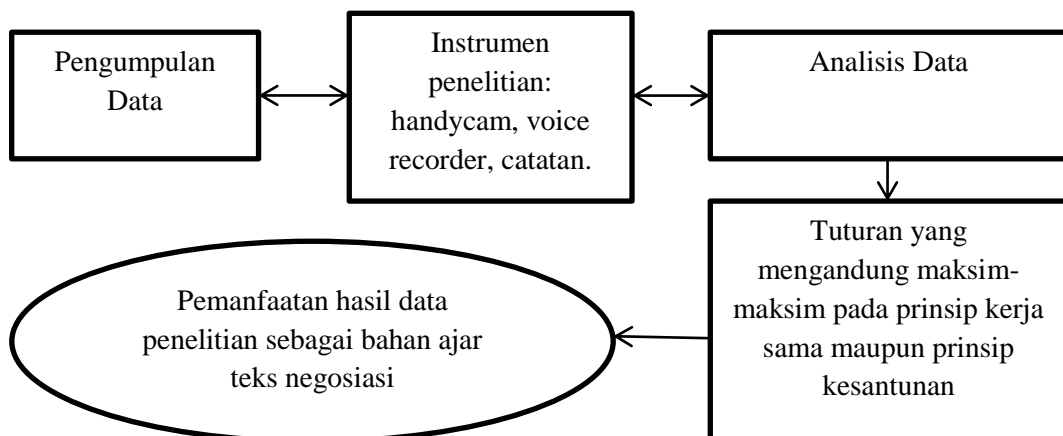 Pengumpulan
Data
Instrumen
penelitian:
handycam, voice
recorder, catatan.
Analisis Data
Tuturan yang
mengandung maksim-
maksim pada prinsip kerja
sama maupun prinsip
kesantunan
Pemanfaatan hasil data
penelitian sebagai bahan ajar
teks negosiasi